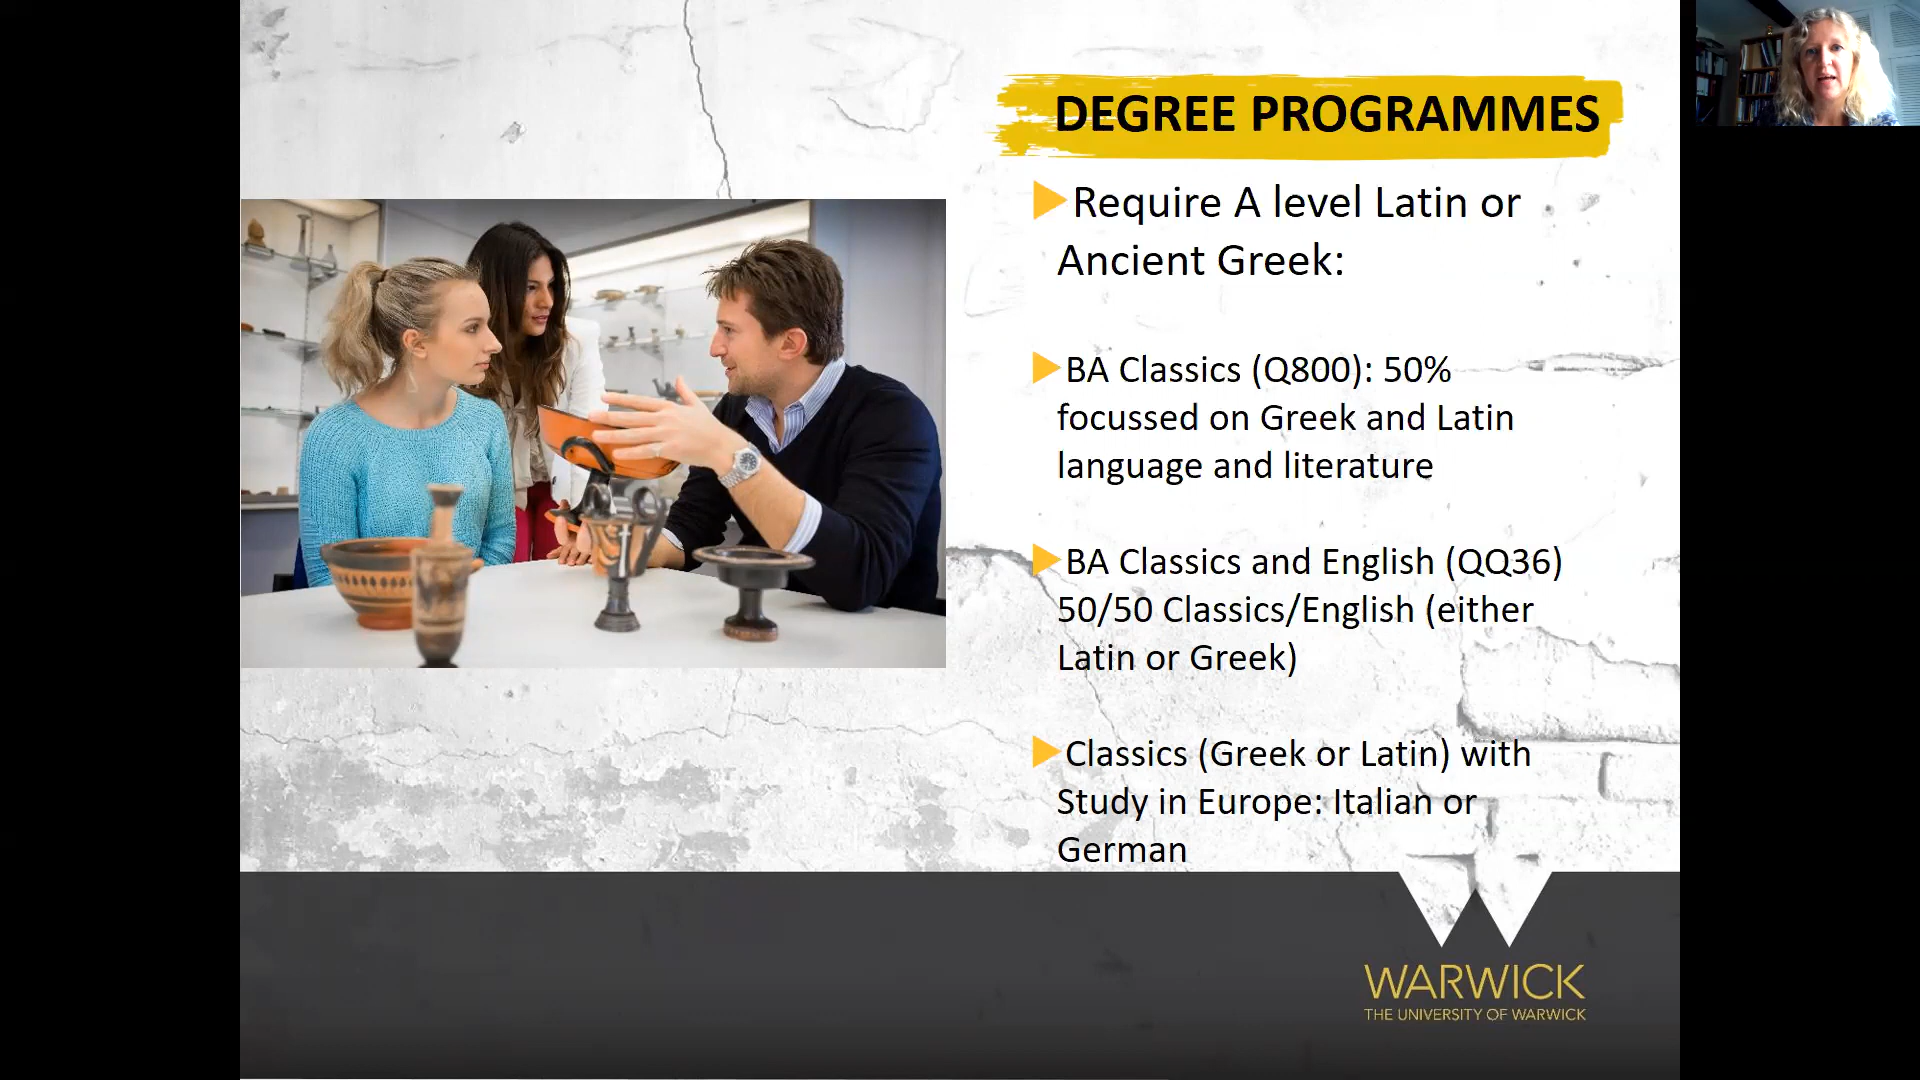 DEGREE PROGRAMMES
Require A level Latin or
Ancient Greek:
BA Classics (Q800): 50%
focussed on Greek and Latin
language and literature
BA Classics and English (QQ36)
50/50 Classics/English (either
Latin or Greek)
Classics (Greek or Latin) with
Study in Europe: Italian or
German
WARWICK
THE UNIVERSITY OF WARWICK